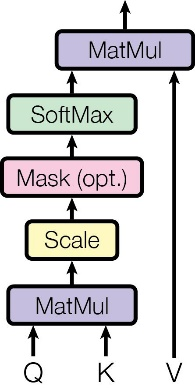 MatMul
SoftMax
Mask (opt.)
Scale
MatMul
Q K V